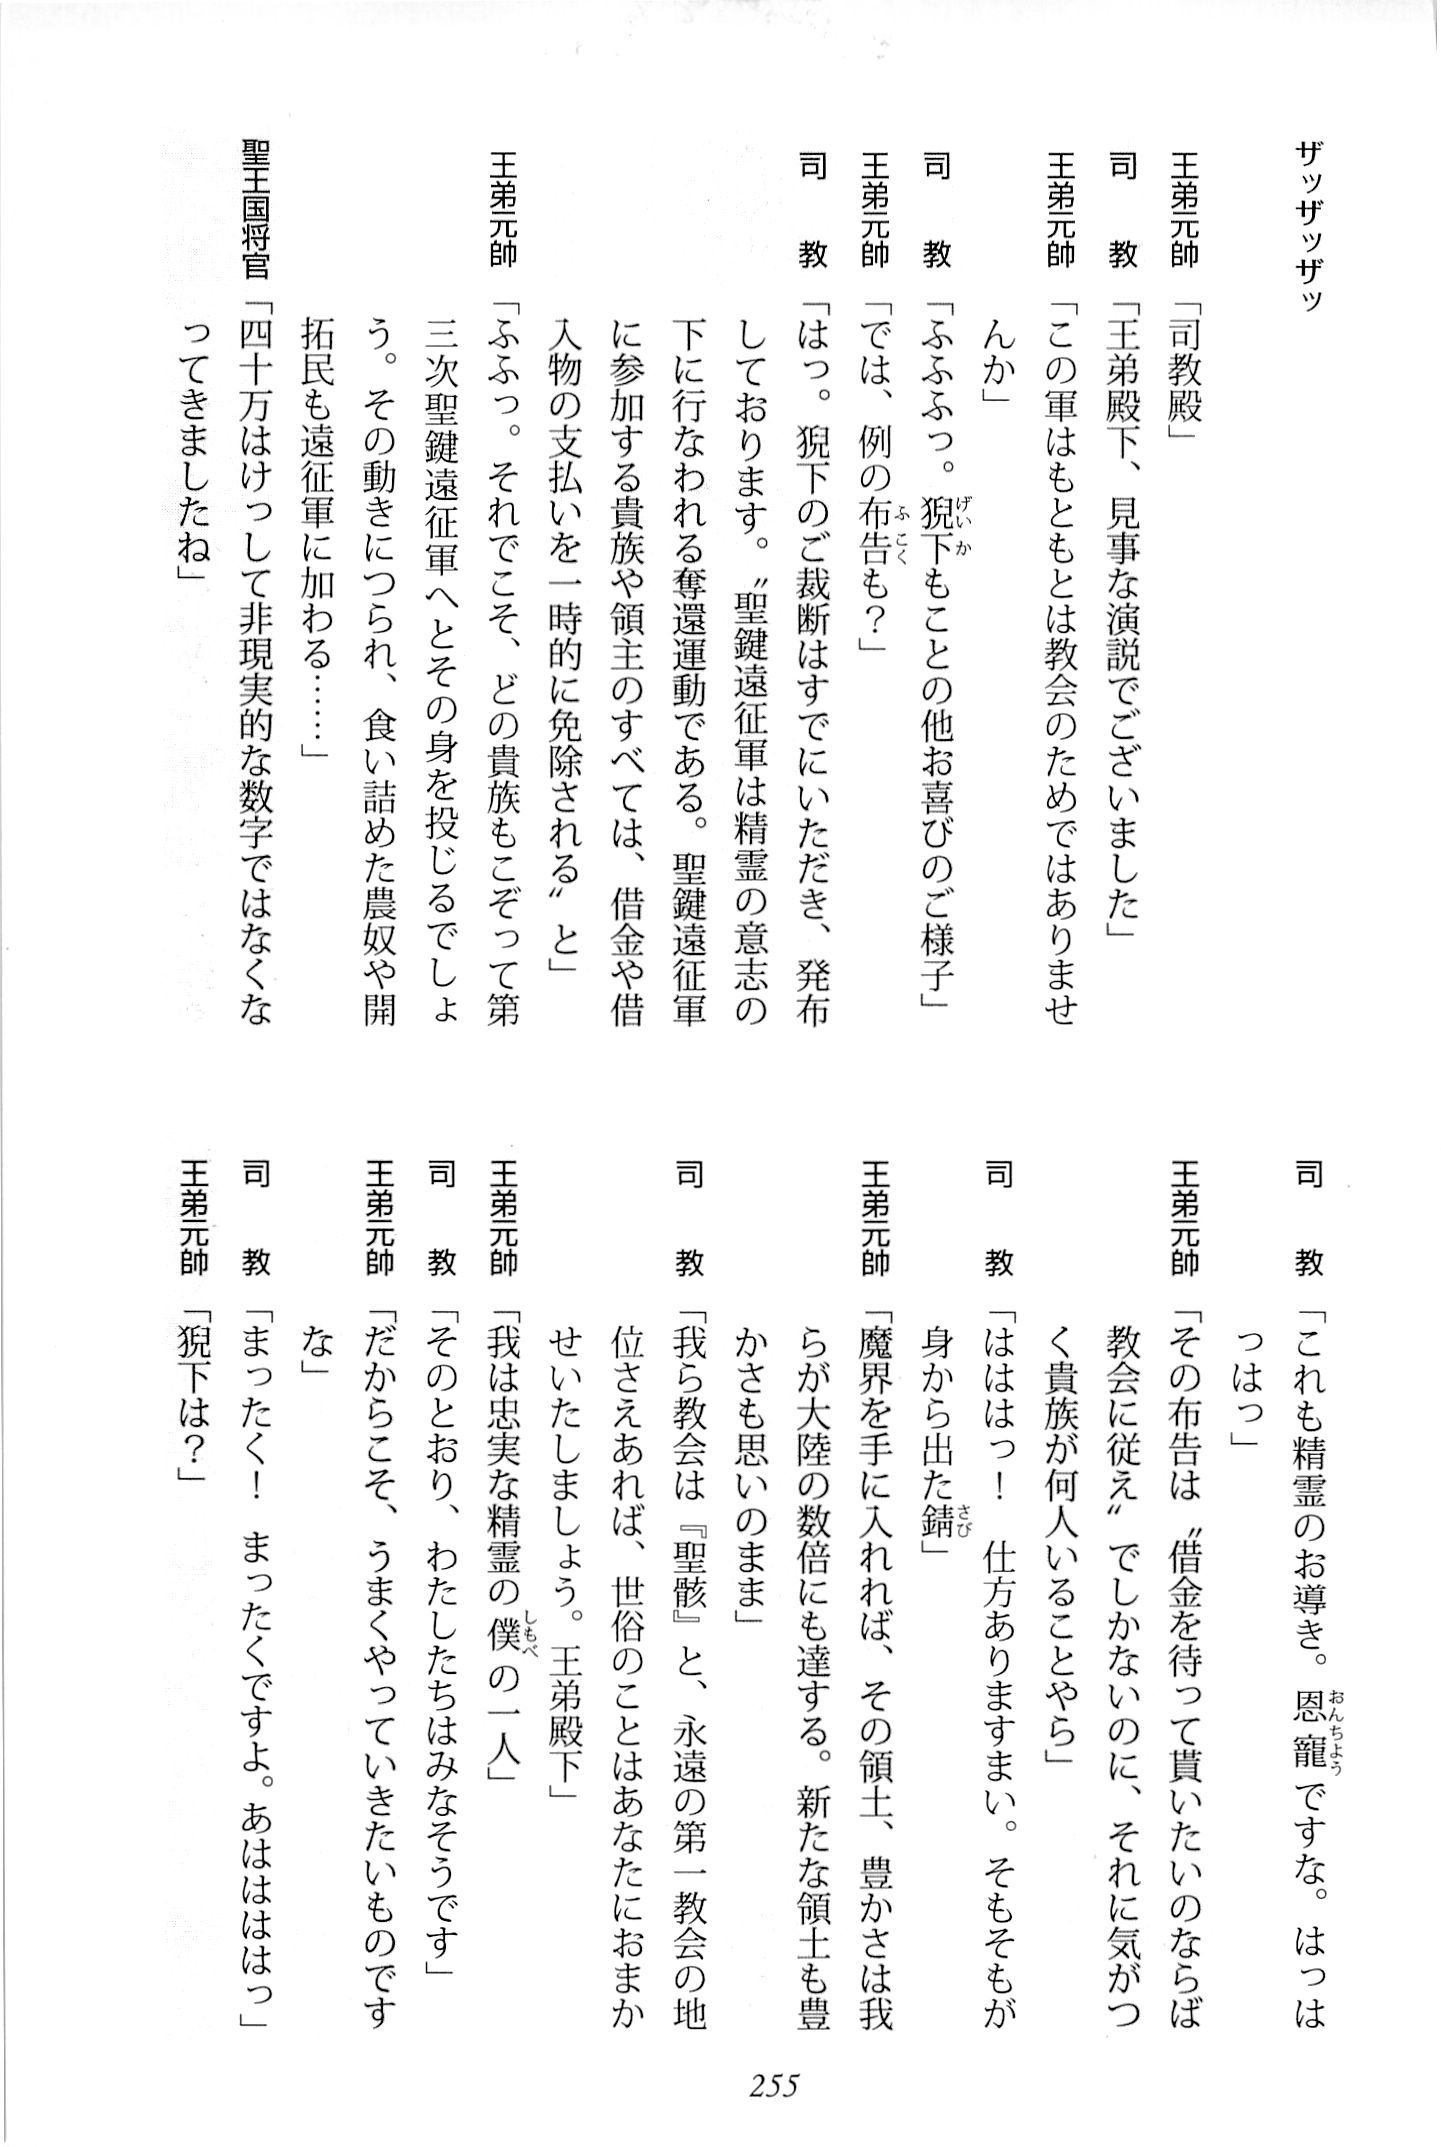 ザッザッザッ
王弟元帥「司教殿」
司　教「王弟殿下、見事な演説でございました」
王弟元帥「この軍はもともとは教会のためではありませ
んか」
司　教「ふふふっ。猊下もことの他お喜びのご様子」
王弟元帥「では、例の布告も？」
司　教「はっ。猊下のご裁断はすでにいただき、発布
しております。〝聖鍵遠征軍は精霊の意志の
下に行なわれる奪還運動である。聖鍵遠征軍
に参加する貴族や領主のすべては、借金や借
入物の支払いを一時的に免除される〟と」
王弟元帥「ふふっ。それでこそ、どの貴族もこぞって第
三次聖鍵遠征軍へとその身を投じるでしょ
う。その動きにつられ、食い詰めた農奴や開
拓民も遠征軍に加わる……」
聖王国将官「四十万はけっして非現実的な数字ではなくな
ってきましたね」
司　教「これも精霊のお導き。恩寵ですな。はっは
っはっ」
王弟元帥「その布告は〝借金を待って貰いたいのならば
教会に従え〟でしかないのに、それに気がつ
く貴族が何人いることやら」
司　教「はははっ！　仕方ありますまい。そもそもが
身から出た錆」
王弟元帥「魔界を手に入れれば、その領土、豊かさは我
らが大陸の数倍にも達する。新たな領土も豊
かさも思いのまま」
司　教「我ら教会は『聖骸』と、永遠の第一教会の地
位さえあれば、世俗のことはあなたにおまか
せいたしましょう。王弟殿下」
王弟元帥「我は忠実な精霊の僕の一人」
司　教「そのとおり、わたしたちはみなそうです」
王弟元帥「だからこそ、うまくやっていきたいものです
な」
司　教「まったく！　まったくですよ。あはははっ」
王弟元帥「猊下は？」
255